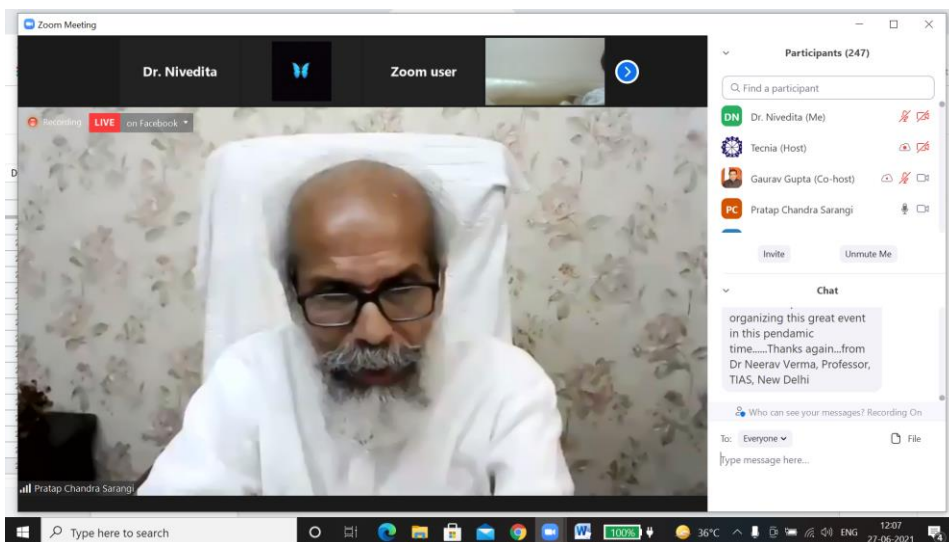 Zoom Meeting
Dr. Nivedita
Zoom user
Recording
LIVE on Facebook
Pratap Chandra Sarangi
Participants (247)
Find a participant
DN Dr. Nivedita (Me)
Tecnia (Host)
Gaurav Gupta (Co-host)
PC Pratap Chandra Sarangi
Invite Unmute Me
Chat
organizing this great event
in this pendamic
time......Thanks again...from
Dr Neerav Verma, Professor,
TIAS, New Delhi
Who can see your messages? Recording On
To: Everyone File
Type message here...
D
Type here to search
100% 36°C ENG 12:07
27-06-2021